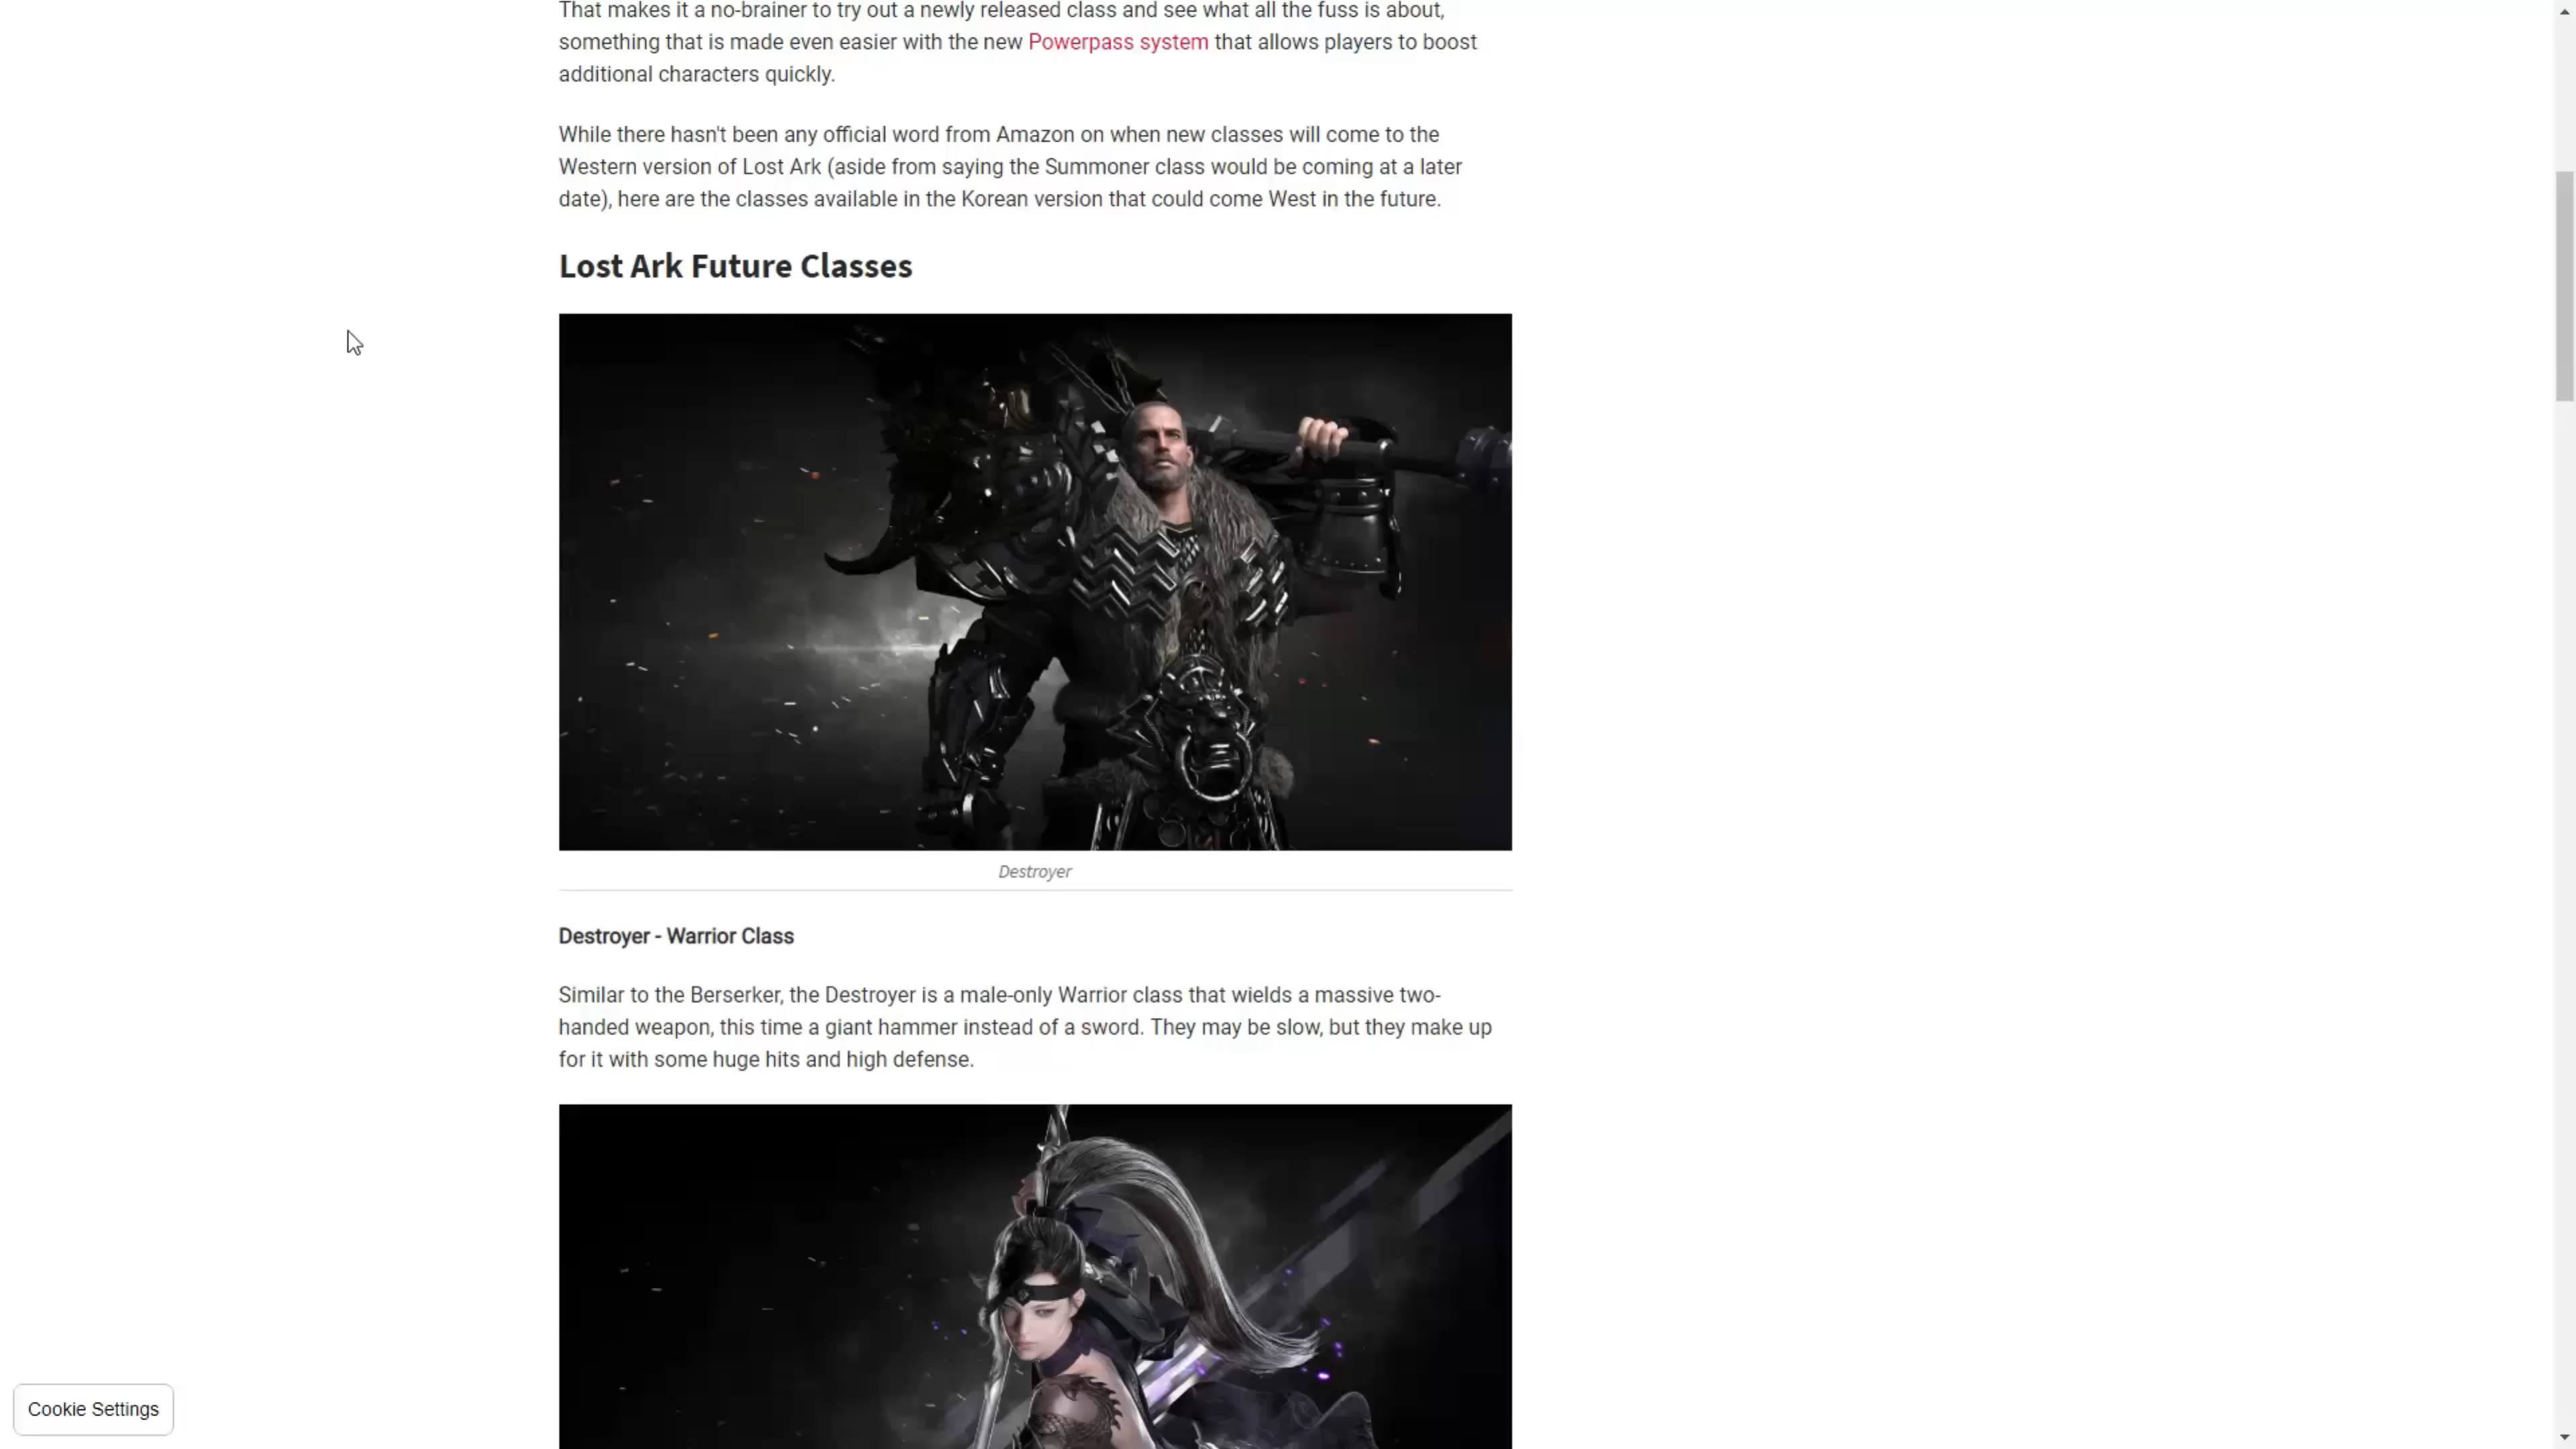 That makes it a no-brainer to try out a newly released class and see what all the fuss is about,
something that is made even easier with the new Powerpass system that allows players to boost
additional characters quickly.
While there hasn't been any official word from Amazon on when new classes will come to the
Western version of Lost Ark (aside from saying the Summoner class would be coming at a later
date), here are the classes available in the Korean version that could come West in the future.
Lost Ark Future Classes
Destroyer
Destroyer - Warrior Class
Similar to the Berserker, the Destroyer is a male-only Warrior class that wields a massive two-
handed weapon, this time a giant hammer instead of a sword. They may be slow, but they make up
for it with some huge hits and high defense.
Cookie Settings